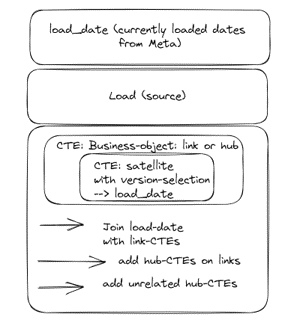 load_date (currently loaded dates
from Meta)
Load (source)
CTE: Business-object: link or hub
CTE: satellite
with version-selection
--> load_date
Join load-date
with link-CTEs
add hub-CTEs on links
add unrelated hub-CTEs